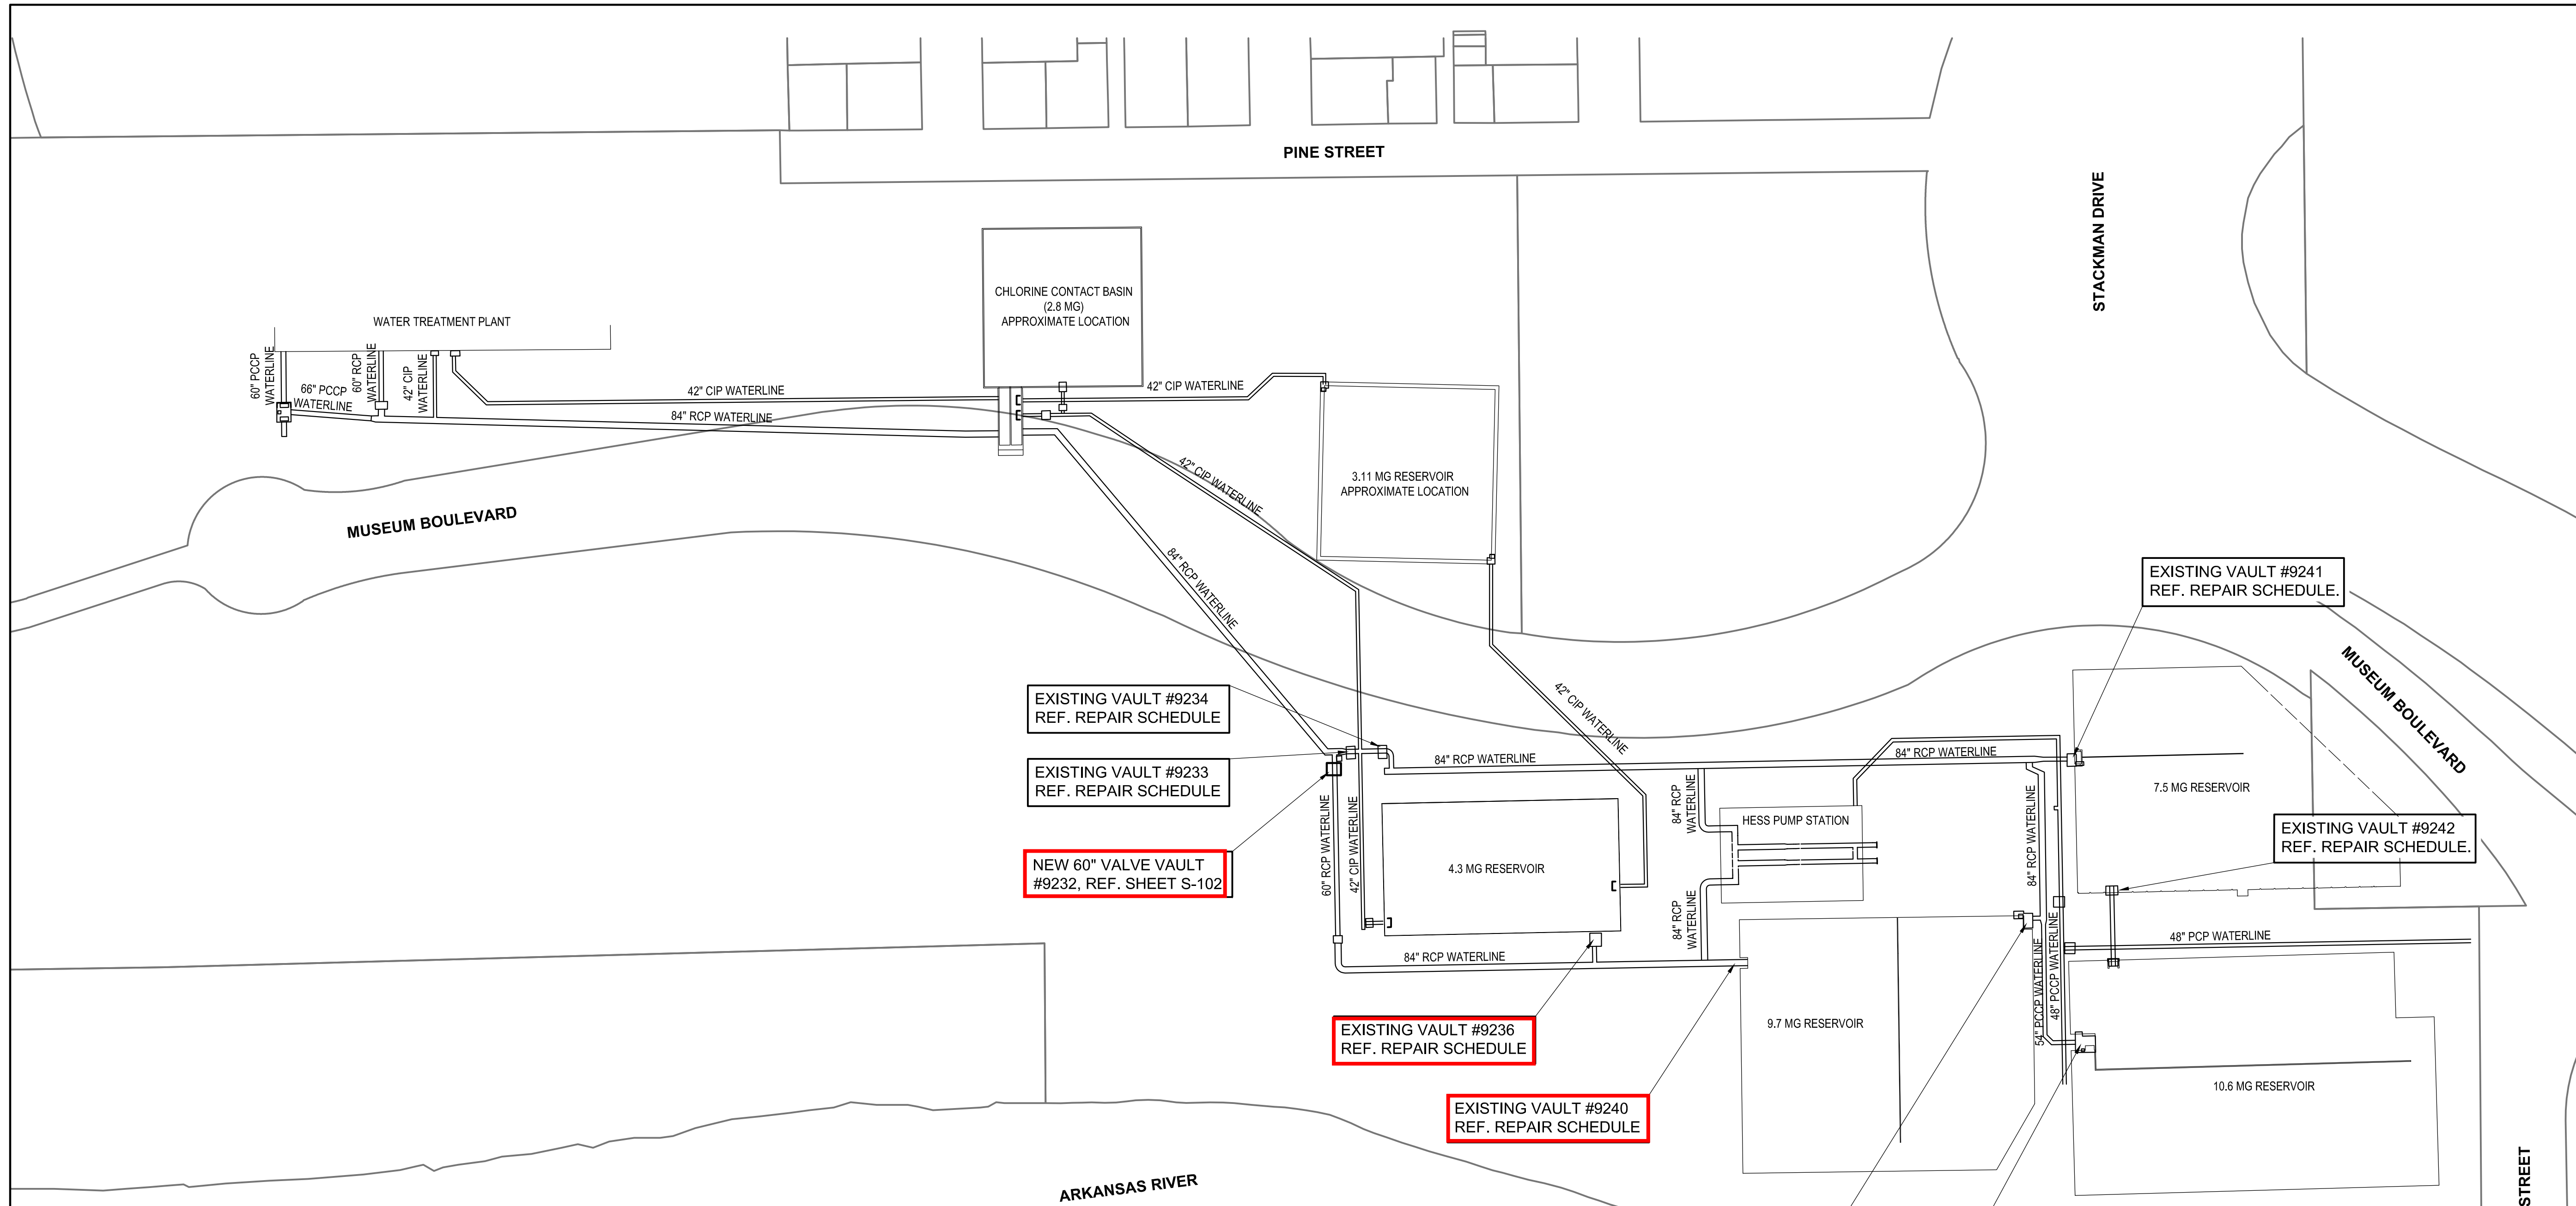 PINE STREET
STACKMAN DRIVE
CHLORINE CONTACT BASIN
(2.8 MG)
APPROXIMATE LOCATION
WATER TREATMENT PLANT
60" PCCP
WATERLINE
66" PCCP
WATERLINE
60" RCP
WATERLINE
42" CIP
WATERLINE
42" CIP WATERLINE
84" RCP WATERLINE
42" CIP WATERLINE
42" CIP WATERLINE
3.11 MG RESERVOIR
APPROXIMATE LOCATION
MUSEUM BOULEVARD
84" RCP WATERLINE
EXISTING VAULT #9241
REF. REPAIR SCHEDULE.
MUSEUM BOULEVARD
42" CIP WATERLINE
EXISTING VAULT #9234
REF. REPAIR SCHEDULE
EXISTING VAULT #9233
REF. REPAIR SCHEDULE
NEW 60" VALVE VAULT
#9232, REF. SHEET S-102
84" RCP WATERLINE
84" RCP WATERLINE
7.5 MG RESERVOIR
60" RCP WATERLINE
42" CIP WATERLINE
84" RCP
WATERLINE
HESS PUMP STATION
84" RCP WATERLINE
EXISTING VAULT #9242
REF. REPAIR SCHEDULE.
4.3 MG RESERVOIR
84" RCP
WATERLINE
84" RCP WATERLINE
54" PCCP WATERLINE
48" PCCP WATERLINE
48" PCP WATERLINE
EXISTING VAULT #9236
REF. REPAIR SCHEDULE
9.7 MG RESERVOIR
10.6 MG RESERVOIR
EXISTING VAULT #9240
REF. REPAIR SCHEDULE
ARKANSAS RIVER
STREET